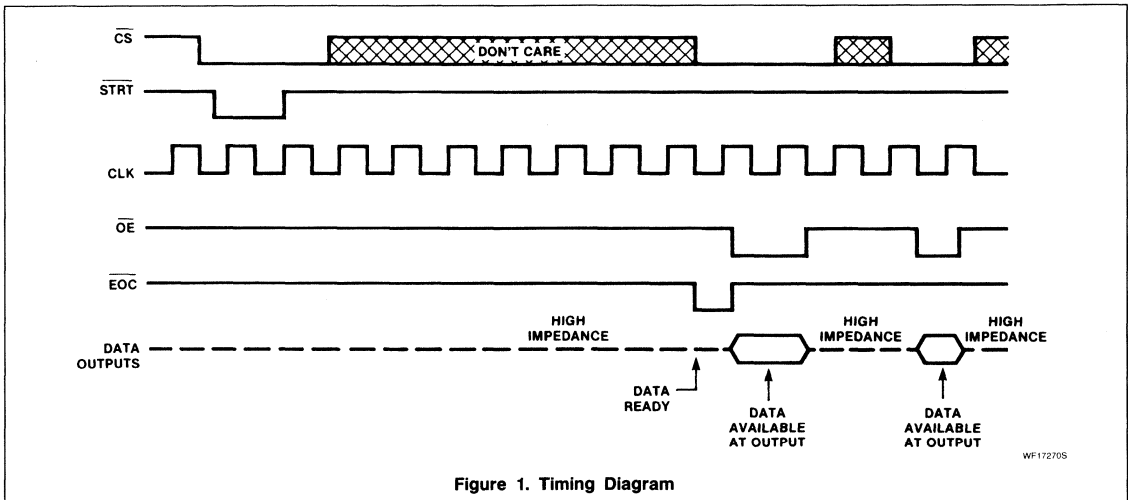 CS
DON'T CARE
STRT
CLK
OE
EOC
HIGH
IMPEDANCE
HIGH
IMPEDANCE
HIGH
IMPEDANCE
DATA
OUTPUTS
DATA
READY
DATA
AVAILABLE
AT OUTPUT
DATA
AVAILABLE
AT OUTPUT
WF17270S
Figure 1. Timing Diagram